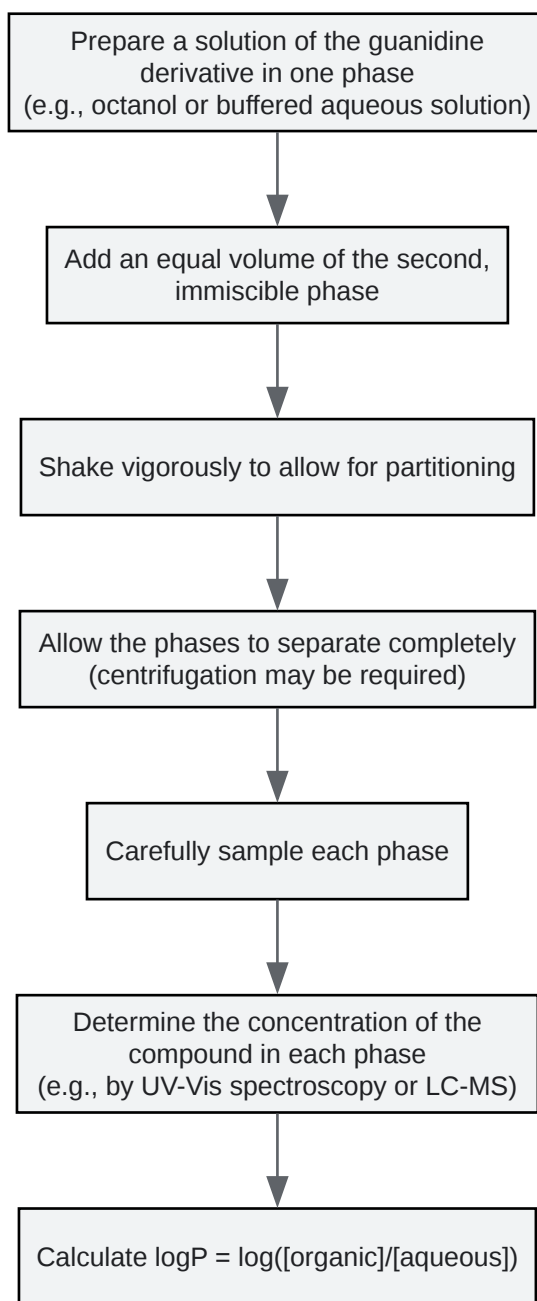 Prepare a solution of the guanidine
derivative in one phase
(e.g., octanol or buffered aqueous solution)
Add an equal volume of the second,
immiscible phase
Shake vigorously to allow for partitioning
Allow the phases to separate completely
(centrifugation may be required)
Carefully sample each phase
Determine the concentration of the
compound in each phase
(e.g., by UV-Vis spectroscopy or LC-MS)
Calculate logP = log([organic]/[aqueous])